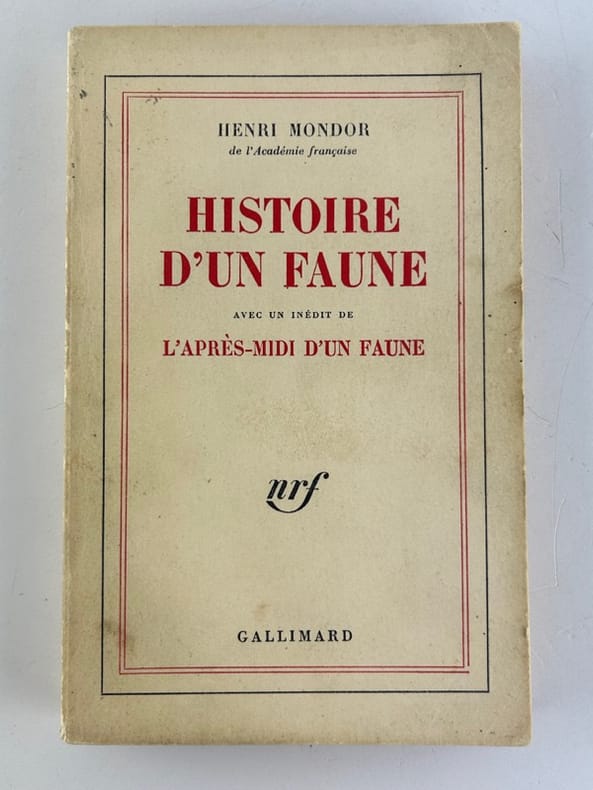 HENRI MONDOR
de l'Académie française
HISTOIRE
D'UN FAUNE
AVEC UN INÉDIT DE
L'APRÈS-MIDI D'UN FAUNE
nrf
GALLIMARD